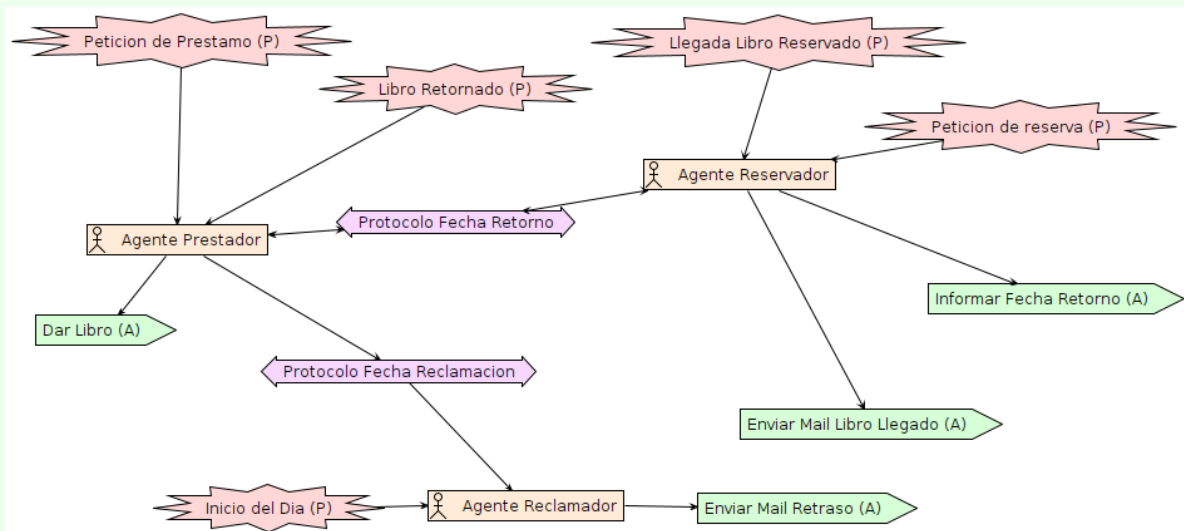 Peticion de Prestamo (P)
Llegada Libro Reservado (P)
Libro Retornado (P)
Peticion de reserva (P)
Agente Reservador
Protocolo Fecha Retorno
Agente Prestador
Informar Fecha Retorno (A)
Dar Libro (A)
Protocolo Fecha Reclamacion
Enviar Mail Libro Llegado (A)
Inicio del Dia (P)
Agente Reclamador
Enviar Mail Retraso (A)